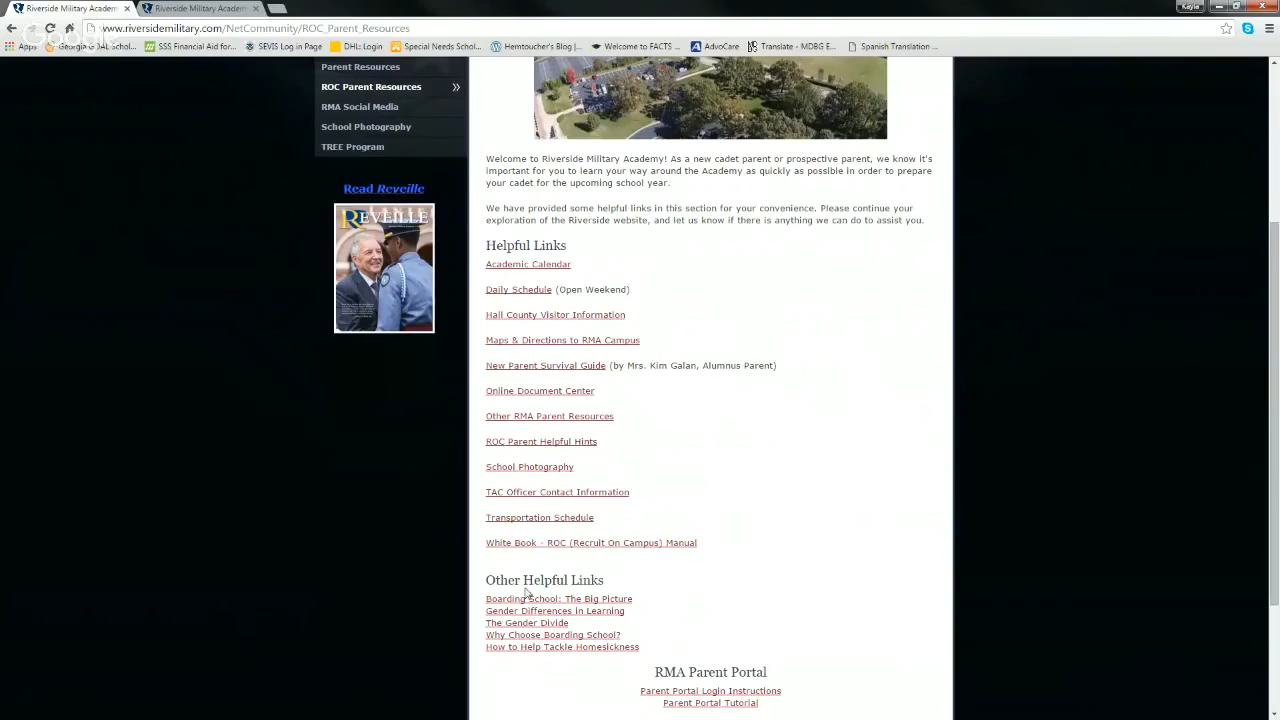 Riverside Military Academ
Riverside Military Academ
Kayla
www.riversidemilitary.com/NetCommunity/ROC_Parent_Resources
Apps
SSS Financial Aid for...
SEVIS Log in Page
DHL: Login
Special Needs Schol...
Hemtoucher's Blog |...
Welcome to FACTS ...
AdvoCare
Translate - MDBG E...
Spanish Translation ...
Parent Resources
ROC Parent Resources »
RMA Social Media
School Photography
TREE Program
Read Reveille
REVEILLE
Welcome to Riverside Military Academy! As a new cadet parent or prospective parent, we know it's
important for you to learn your way around the Academy as quickly as possible in order to prepare
your cadet for the upcoming school year.
We have provided some helpful links in this section for your convenience. Please continue your
exploration of the Riverside website, and let us know if there is anything we can do to assist you.
Helpful Links
Academic Calendar
Daily Schedule (Open Weekend)
Hall County Visitor Information
Maps & Directions to RMA Campus
New Parent Survival Guide (by Mrs. Kim Galan, Alumnus Parent)
Online Document Center
Other RMA Parent Resources
ROC Parent Helpful Hints
School Photography
TAC Officer Contact Information
Transportation Schedule
White Book - ROC (Recruit On Campus) Manual
Other Helpful Links
Boarding School: The Big Picture
Gender Differences in Learning
The Gender Divide
Why Choose Boarding School?
How to Help Tackle Homesickness
RMA Parent Portal
Parent Portal Login Instructions
Parent Portal Tutorial